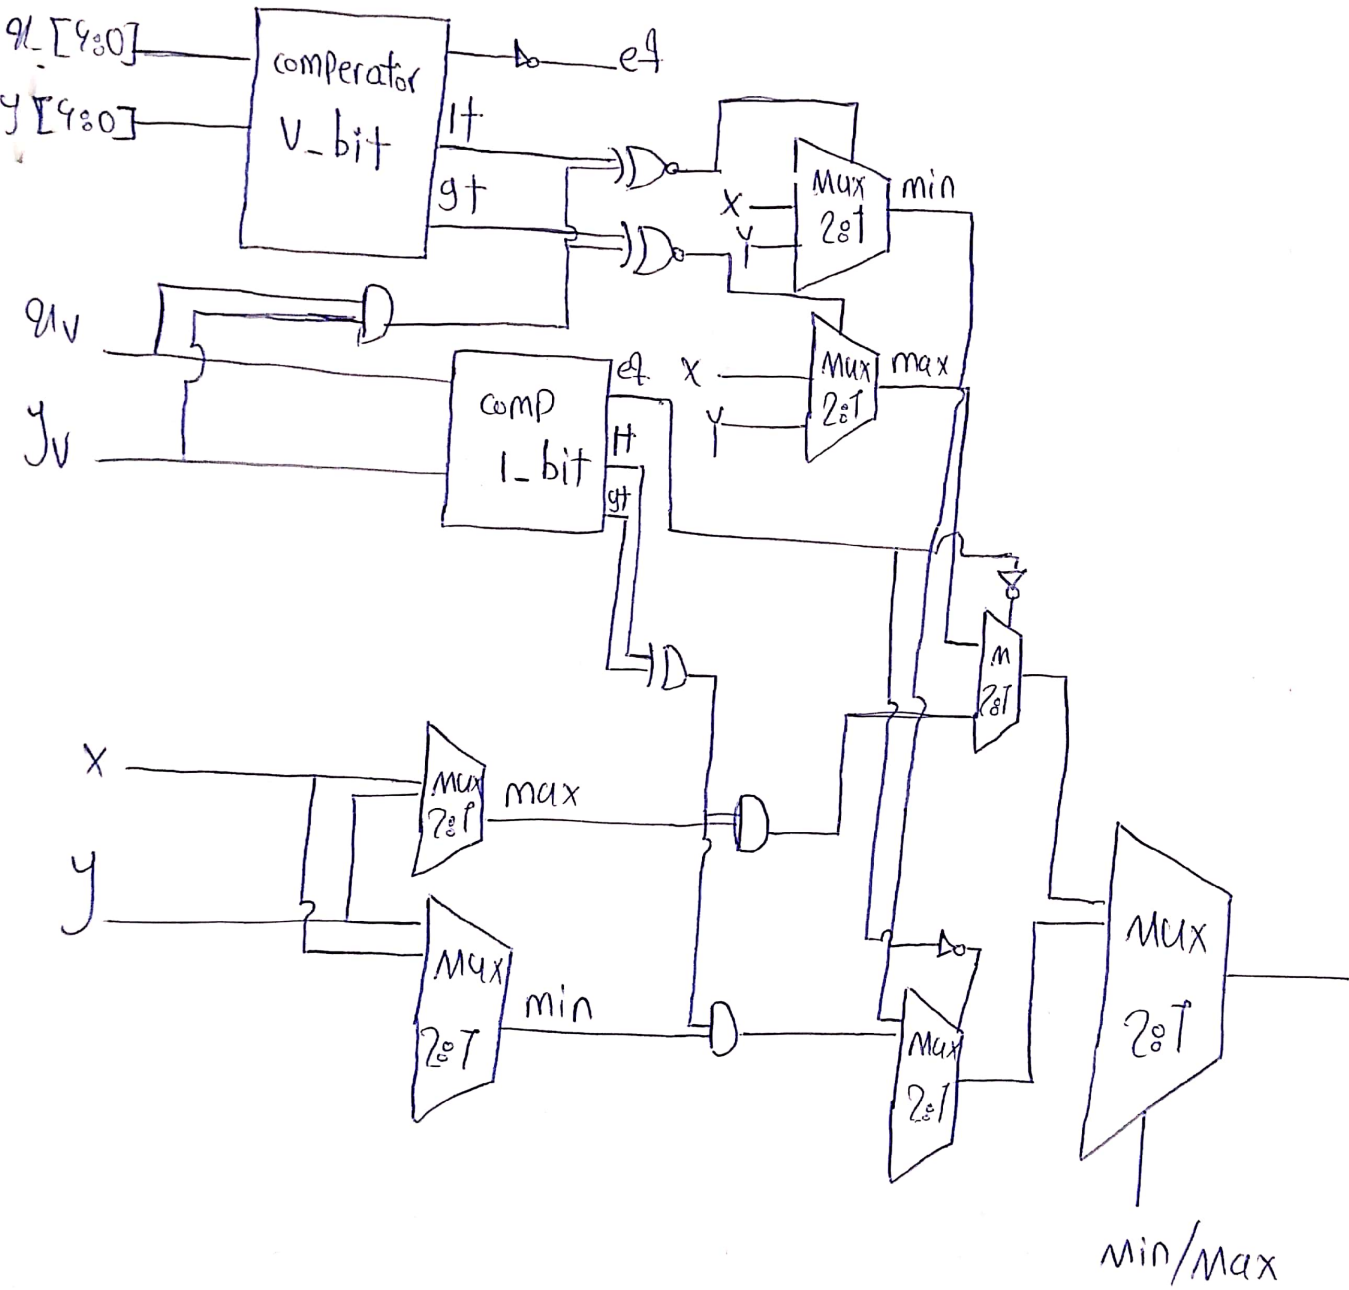 x [4:0]
y [4:0]
comperator
V_bit
eq
lt
gt
Mux
2:1
X
Y
min
xv
yv
comp
1_bit
eq
lt
gt
X
Y
Mux
2:1
max
M
2:1
X
y
Mux
2:1
max
Mux
2:1
min
Mux
2:1
Mux
2:1
Min/Max